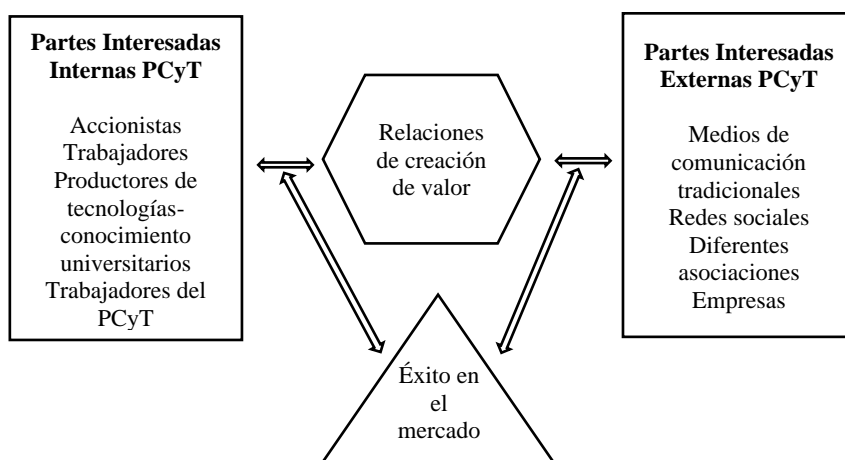 Partes Interesadas
Internas PCyT
Accionistas
Trabajadores
Productores de
tecnologías-
conocimiento
universitarios
Trabajadores del
PCyT
Relaciones
de creación
de valor
Éxito en
el
mercado
Partes Interesadas
Externas PCyT
Medios de
comunicación
tradicionales
Redes sociales
Diferentes
asociaciones
Empresas